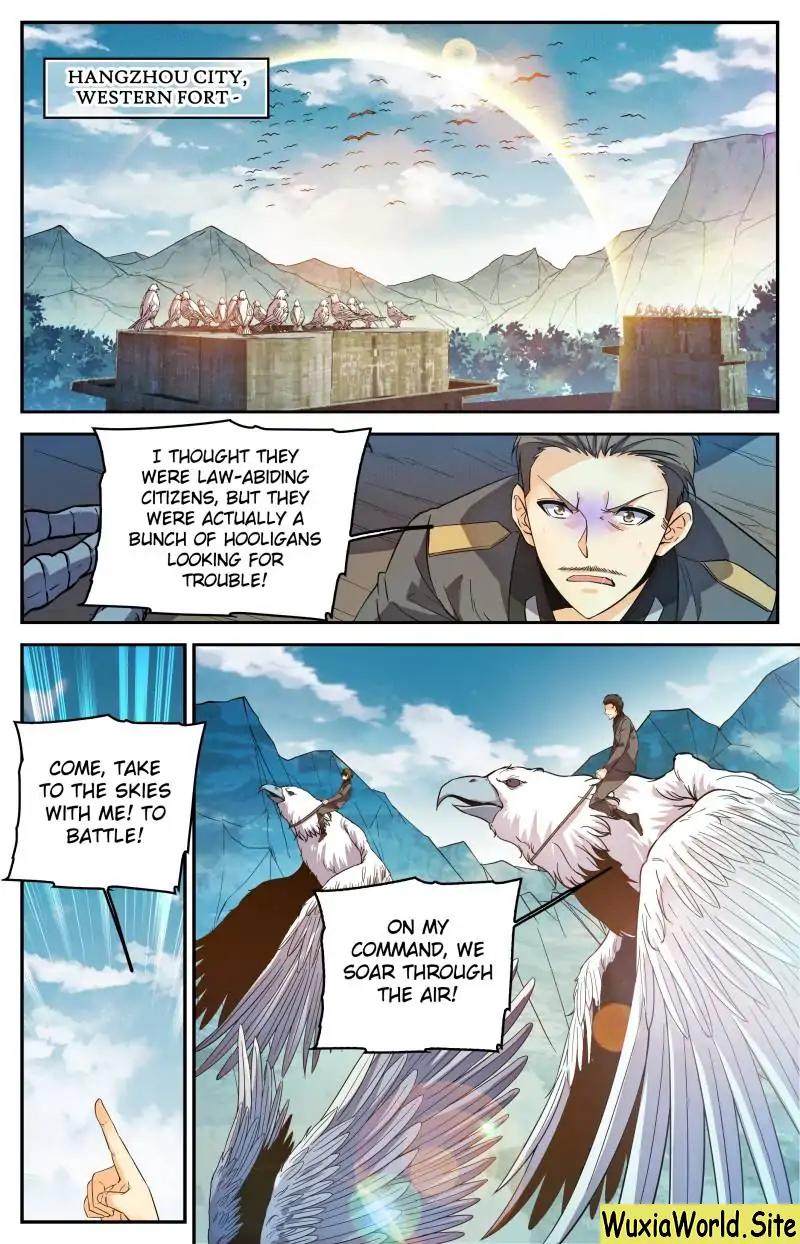 HANGZHOU CITY,
WESTERN FORT -
I THOUGHT THEY
WERE LAW-ABIDING
CITIZENS, BUT THEY
WERE ACTUALLY A
BUNCH OF HOOLIGANS
LOOKING FOR
TROUBLE!
COME, TAKE
TO THE SKIES
WITH ME! TO
BATTLE!
ON MY
COMMAND, WE
SOAR THROUGH
THE AIR!
WuxiaWorld.Site